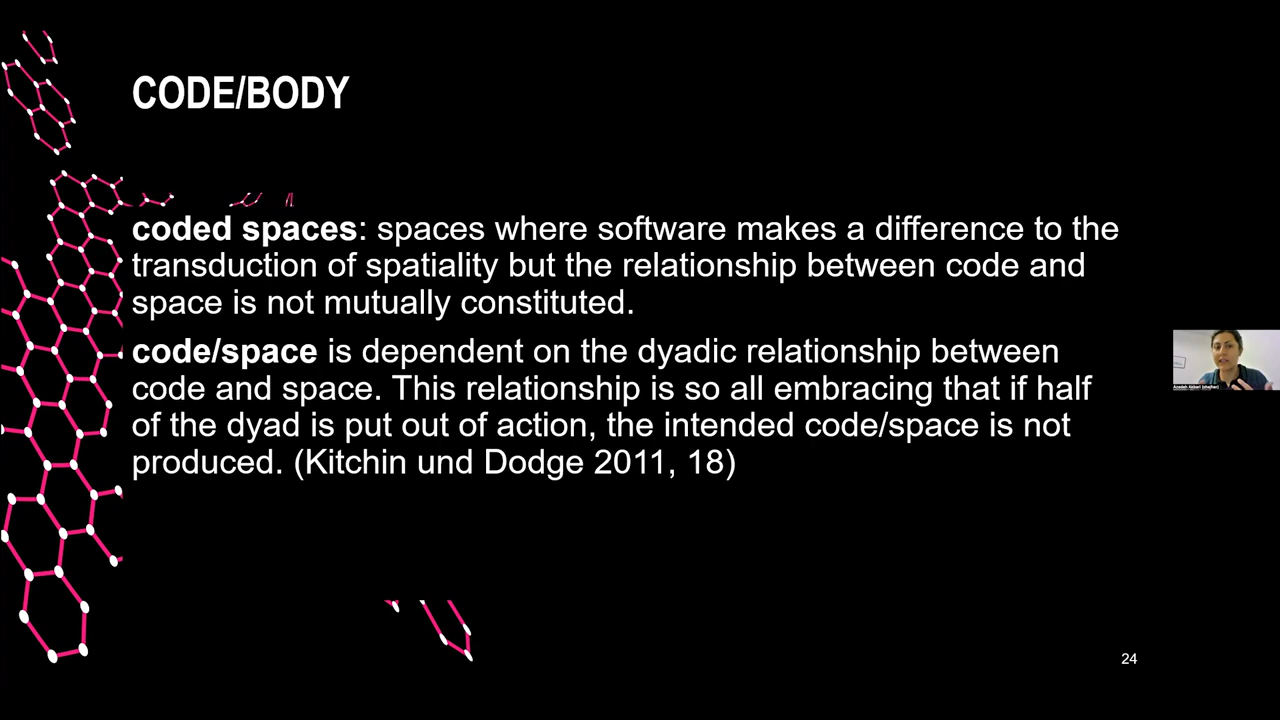 CODE/BODY
coded spaces: spaces where software makes a difference to the
transduction of spatiality but the relationship between code and
space is not mutually constituted.
code/space is dependent on the dyadic relationship between
code and space. This relationship is so all embracing that if half
of the dyad is put out of action, the intended code/space is not
produced. (Kitchin und Dodge 2011, 18)
24